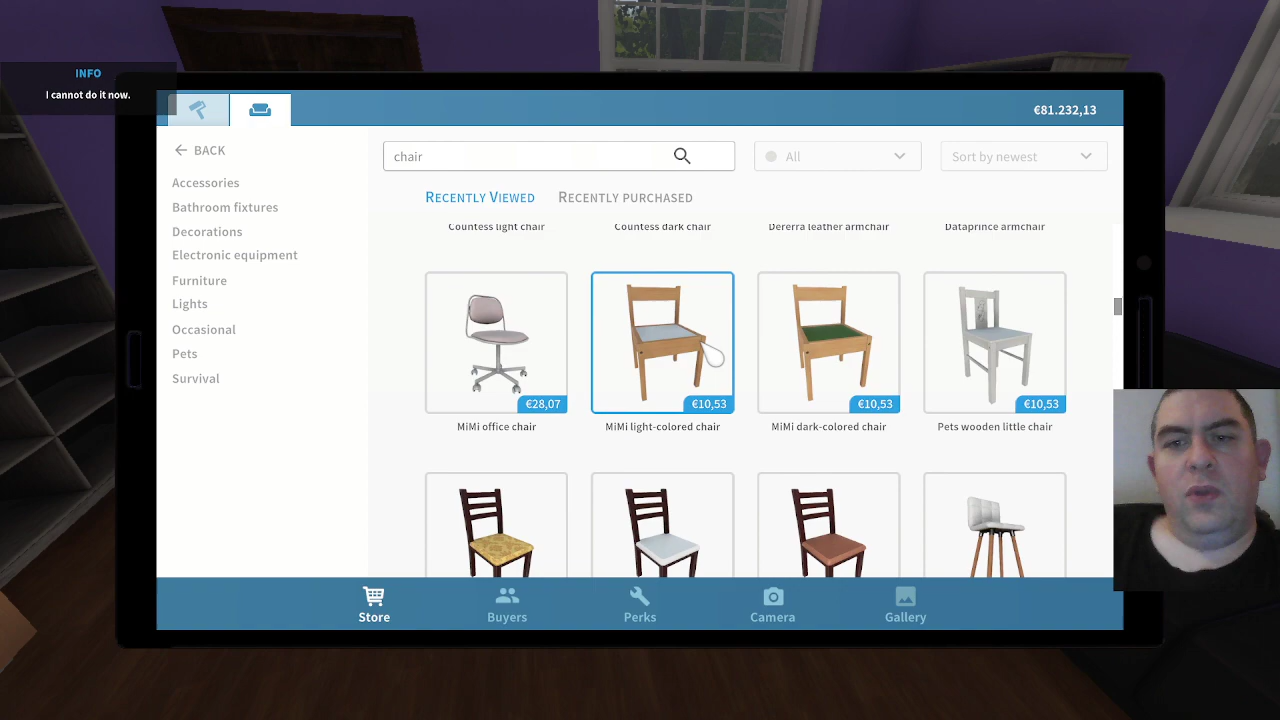 INFO
I cannot do it now.
€81.232,13
BACK
chair
All
Sort by newest
Accessories
Bathroom fixtures
Decorations
Electronic equipment
Furniture
Lights
Occasional
Pets
Survival
RECENTLY VIEWED
RECENTLY PURCHASED
Countess light chair
Countess dark chair
Dererra leather armchair
Dataprince armchair
€28,07
€10,53
€10,53
€10,53
MiMi office chair
MiMi light-colored chair
MiMi dark-colored chair
Pets wooden little chair
Store
Buyers
Perks
Camera
Gallery